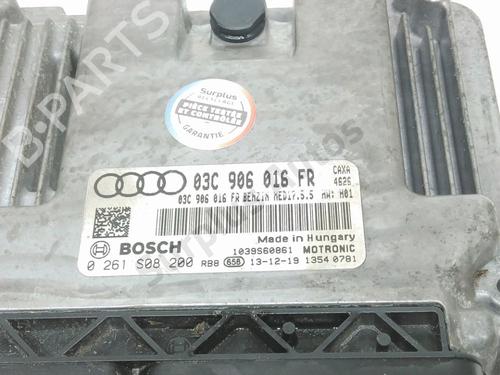 B-PARTS
Surplus
PIÈCE TESTÉE
ET CONTRÔLÉE
GARANTIE
03C 906 016 FR
CAXA
4626
03C 906 016 FR BENZIN MED17.5.5
HW: H01
Made in Hungary
BOSCH
1039S60861 MOTRONIC
0 261 S08 200 RB8 658 13-12-19 1354 0781